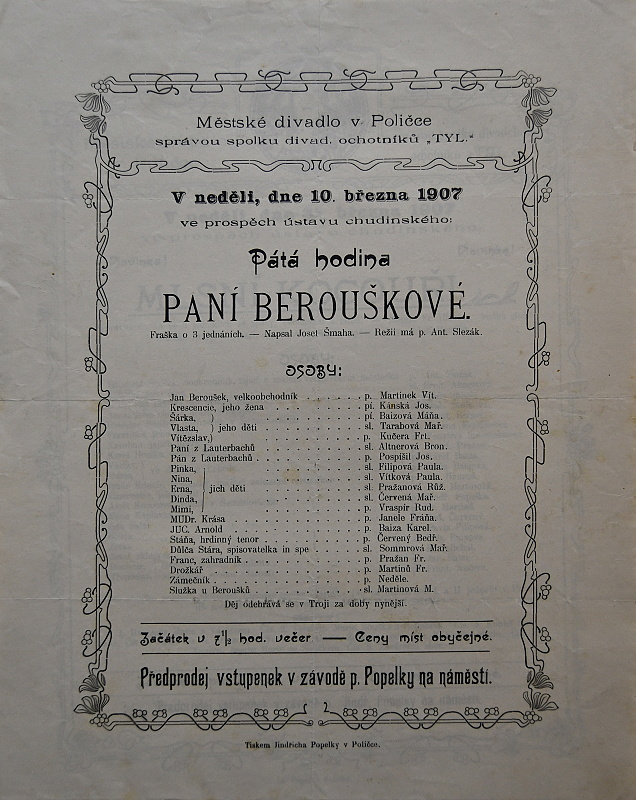 Městské divadlo v Poličce
správou spolku divad. ochotníků „TYL."
V neděli, dne 10. března 1907
ve prospěch ústavu chudinského:
Pátá hodina
PANÍ BEROUŠKOVÉ.
Fraška o 3 jednáních. — Napsal Josef Šmaha. — Režii má p. Ant. Slezák.
OSOBY:
Jan Beroušek, velkoobchodník . . . . . . p. Martinek Vít.
Krescencie, jeho žena . . . . . . . . . pí. Kánská Jos.
Šárka, ) . . . . . . . . . pí. Baizová Máňa.
Vlasta, ) jeho děti . . . . . . . . . sl. Tarabová Mař.
Vítězslav,) . . . . . . . . . p. Kučera Frt.
Paní z Lauterbachů . . . . . . . . . sl. Altnerová Bron.
Pán z Lauterbachů . . . . . . . . . p. Pospíšil Jos.
Pinka, . . . . . . . . . sl. Filipová Paula.
Nina, . . . . . . . . . sl. Vítková Paula.
Erna, jich děti . . . . . . . . . sl. Pražanová Růž.
Dinda, . . . . . . . . . sl. Červená Mař.
Mimi, . . . . . . . . . p. Vraspír Rud.
MUDr. Krása . . . . . . . . . p. Janele Fráňa.
JUC. Arnold . . . . . . . . . p. Baiza Karel.
Stáňa, hrdinný tenor . . . . . . . . . p. Červený Bedř.
Důlča Stára, spisovatelka in spe . . . . . sl. Sommrová Mař.
Franc, zahradník . . . . . . . . . p. Pražan Fr.
Drožkář . . . . . . . . . p. Martinů Fr.
Zámečník . . . . . . . . . p. Neděle.
Služka u Beroušků . . . . . . . . . sl. Martinová M.
Děj odehrává se v Troji za doby nynější.
Začátek v 7½ hod. večer — Ceny míst obyčejné.
Předprodej vstupenek v závodě p. Popelky na náměstí.
Tiskem Jindřicha Popelky v Poličce.